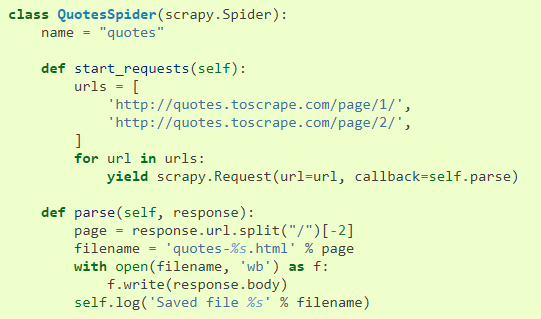 class QuotesSpider(scrapy.Spider):
    name = "quotes"

    def start_requests(self):
        urls = [
            'http://quotes.toscrape.com/page/1/',
            'http://quotes.toscrape.com/page/2/',
        ]
        for url in urls:
            yield scrapy.Request(url=url, callback=self.parse)

    def parse(self, response):
        page = response.url.split("/")[-2]
        filename = 'quotes-%s.html' % page
        with open(filename, 'wb') as f:
            f.write(response.body)
        self.log('Saved file %s' % filename)